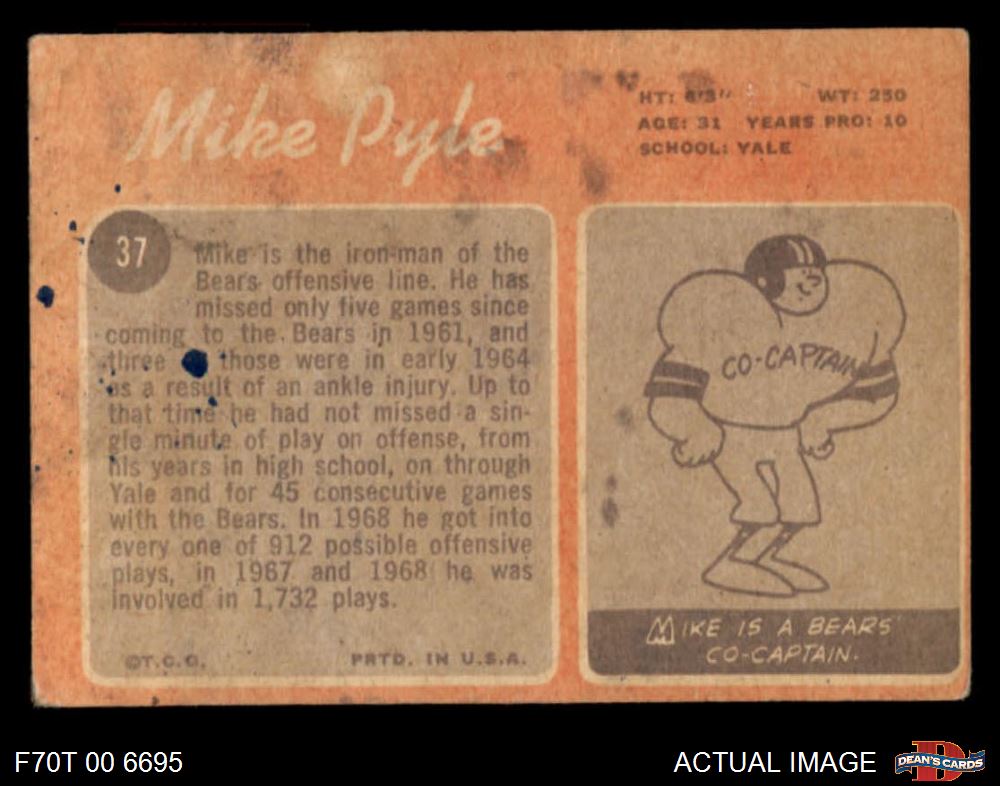 Mike Pyle
HT: 6'3" WT: 250
AGE: 31 YEARS PRO: 10
SCHOOL: YALE
37
Mike is the iron-man of the
Bears offensive line. He has
missed only five games since
coming to the Bears in 1961, and
three those were in early 1964
as a result of an ankle injury. Up to
that time he had not missed a sin-
gle minute of play on offense, from
his years in high school, on through
Yale and for 45 consecutive games
with the Bears. In 1968 he got into
every one of 912 possible offensive
plays, in 1967 and 1968 he was
involved in 1,732 plays.
©T.C.G. PRTD. IN U.S.A.
CO-CAPTAIN
MIKE IS A BEARS
CO-CAPTAIN.
F70T 00 6695
ACTUAL IMAGE
D
DEAN'S CARDS